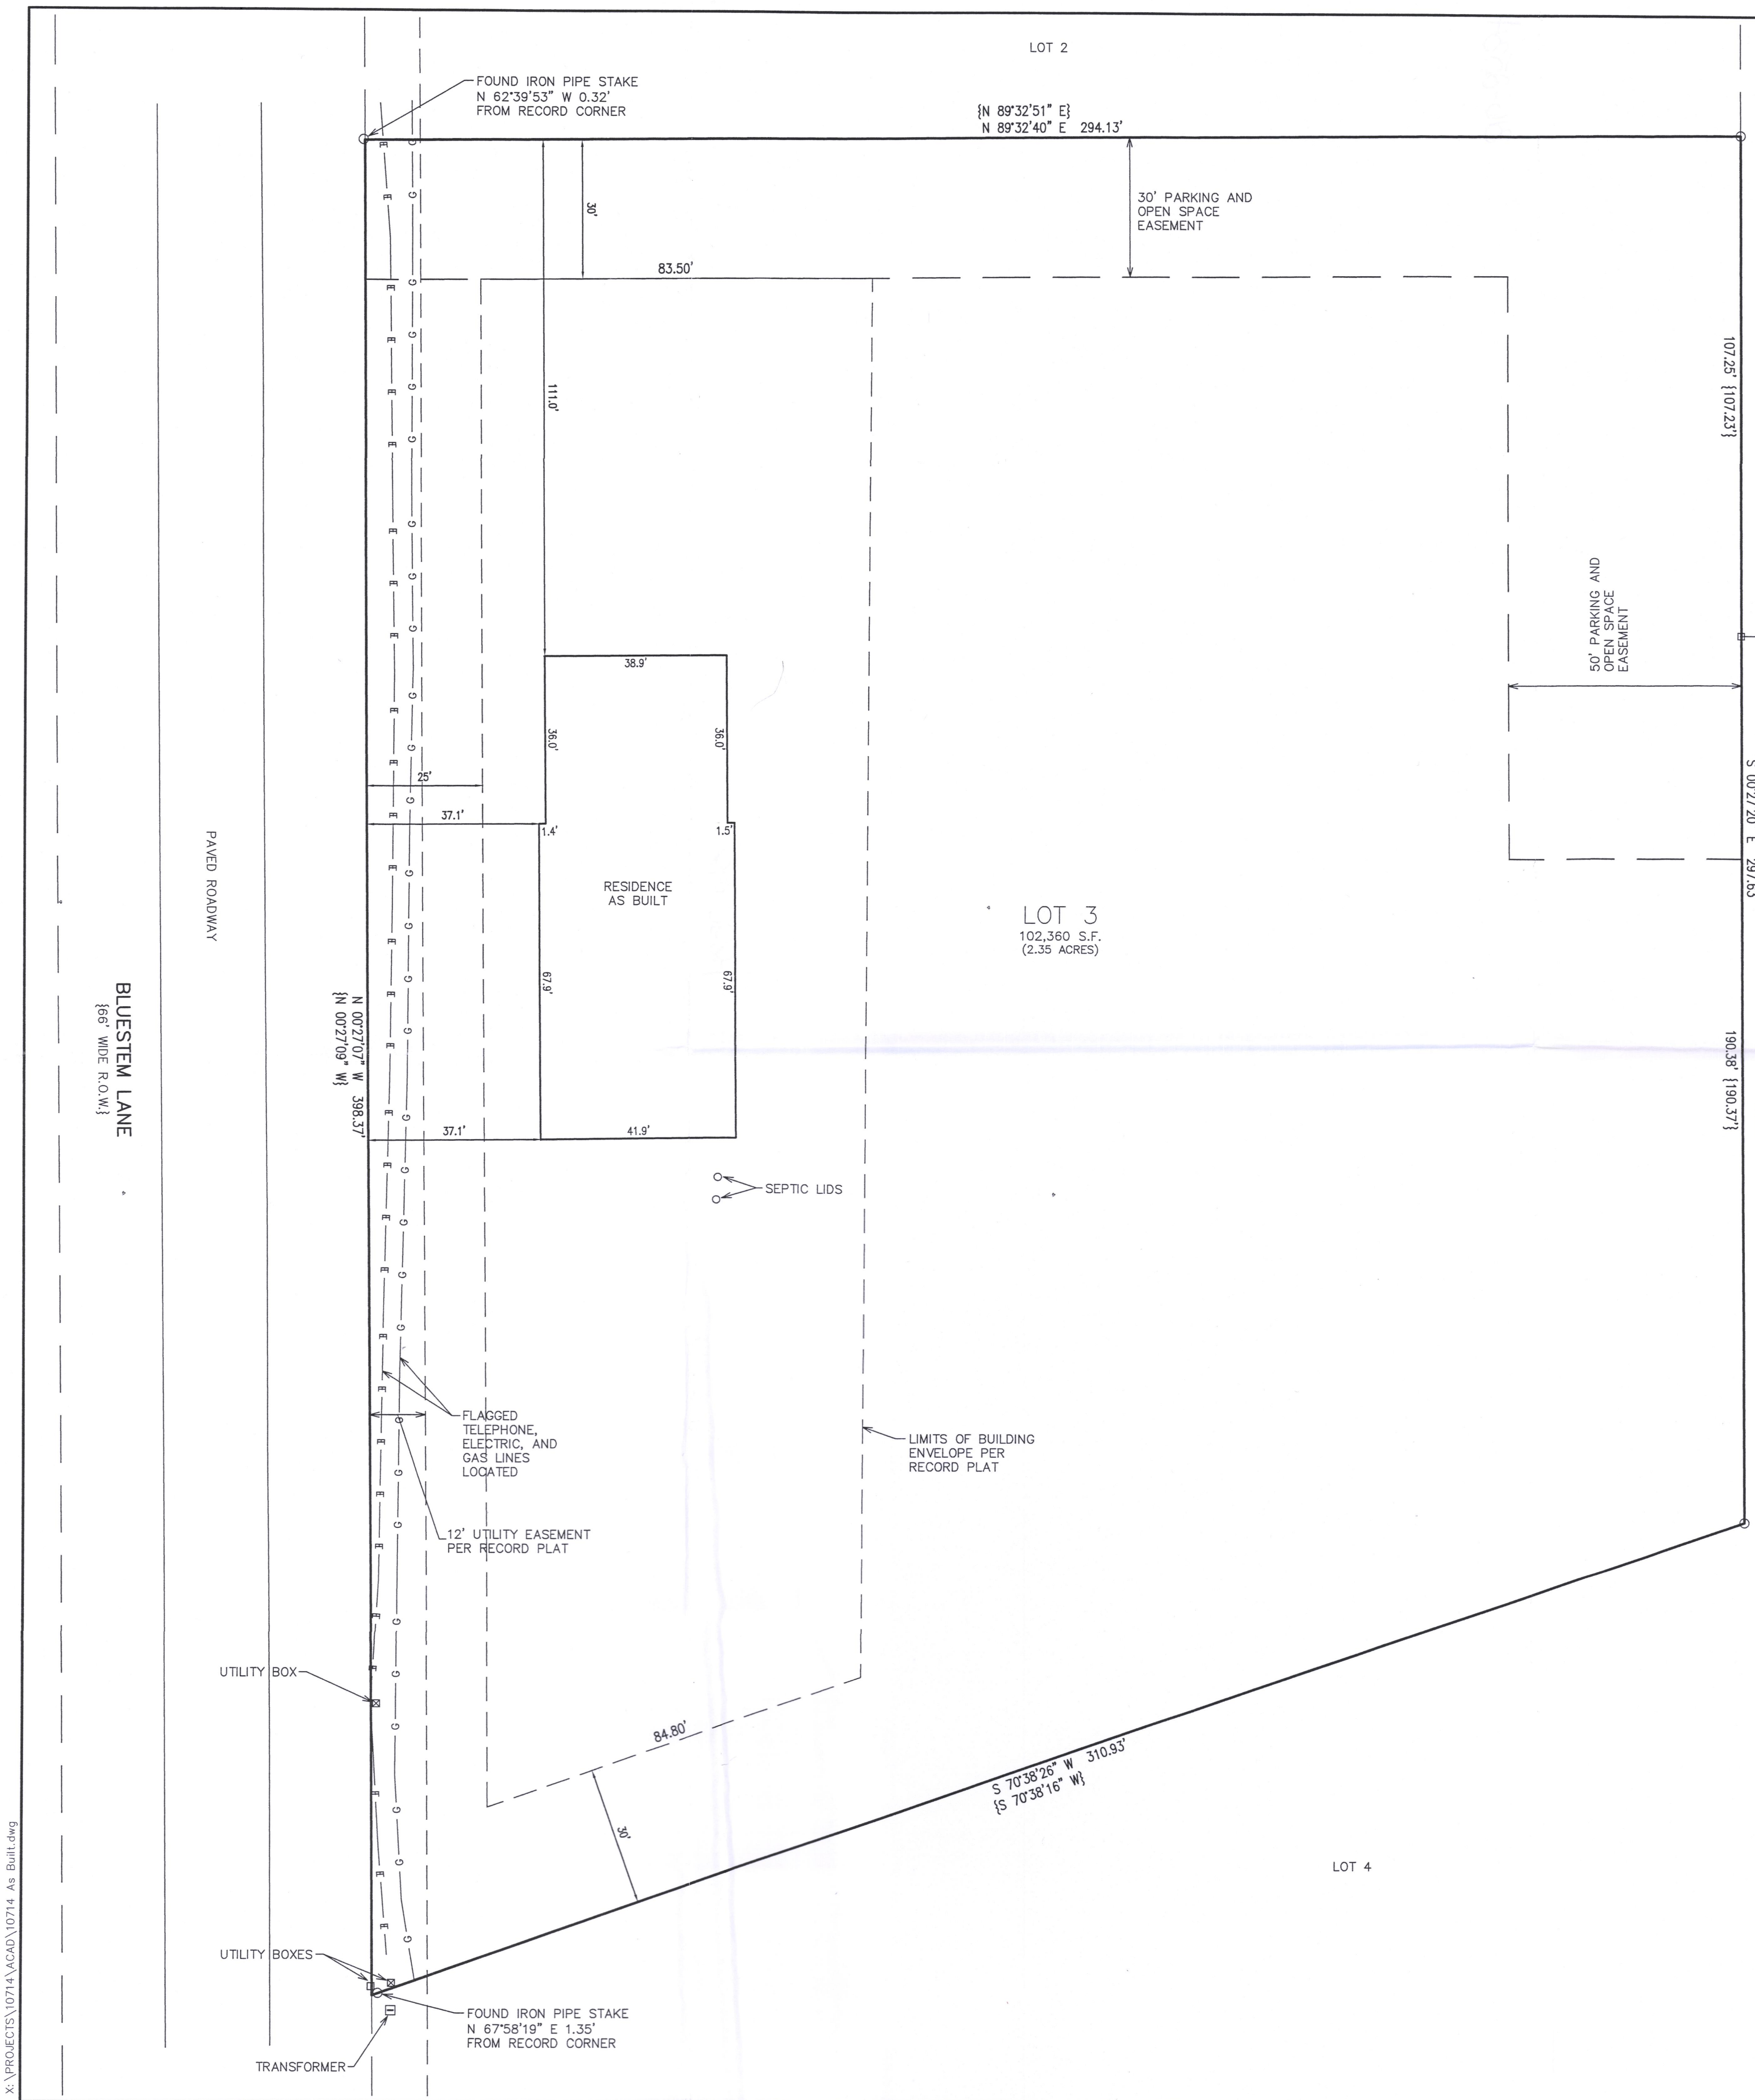 LOT 2
FOUND IRON PIPE STAKE
N 62°39'53" W 0.32'
FROM RECORD CORNER
{N 89°32'51" E}
N 89°32'40" E 294.13'
30' PARKING AND
OPEN SPACE
EASEMENT
30'
83.50'
111.0'
107.25' {107.23'}
50' PARKING AND
OPEN SPACE
EASEMENT
38.9'
36.0'
36.0'
25'
37.1'
1.4'
1.5'
S 00°27'20" E 297.63'
PAVED ROADWAY
RESIDENCE
AS BUILT
LOT 3
102,360 S.F.
(2.35 ACRES)
67.9'
67.9'
BLUESTEM LANE
{66' WIDE R.O.W.}
N 00°27'07" W 398.37'
{N 00°27'09" W}
190.38' {190.37'}
37.1'
41.9'
SEPTIC LIDS
FLAGGED
TELEPHONE,
ELECTRIC, AND
GAS LINES
LOCATED
LIMITS OF BUILDING
ENVELOPE PER
RECORD PLAT
12' UTILITY EASEMENT
PER RECORD PLAT
UTILITY BOX
84.80'
S 70°38'26" W 310.93'
{S 70°38'16" W}
30'
LOT 4
UTILITY BOXES
FOUND IRON PIPE STAKE
N 67°58'19" E 1.35'
FROM RECORD CORNER
TRANSFORMER
X:\PROJECTS\10714\ACAD\10714 As Built.dwg